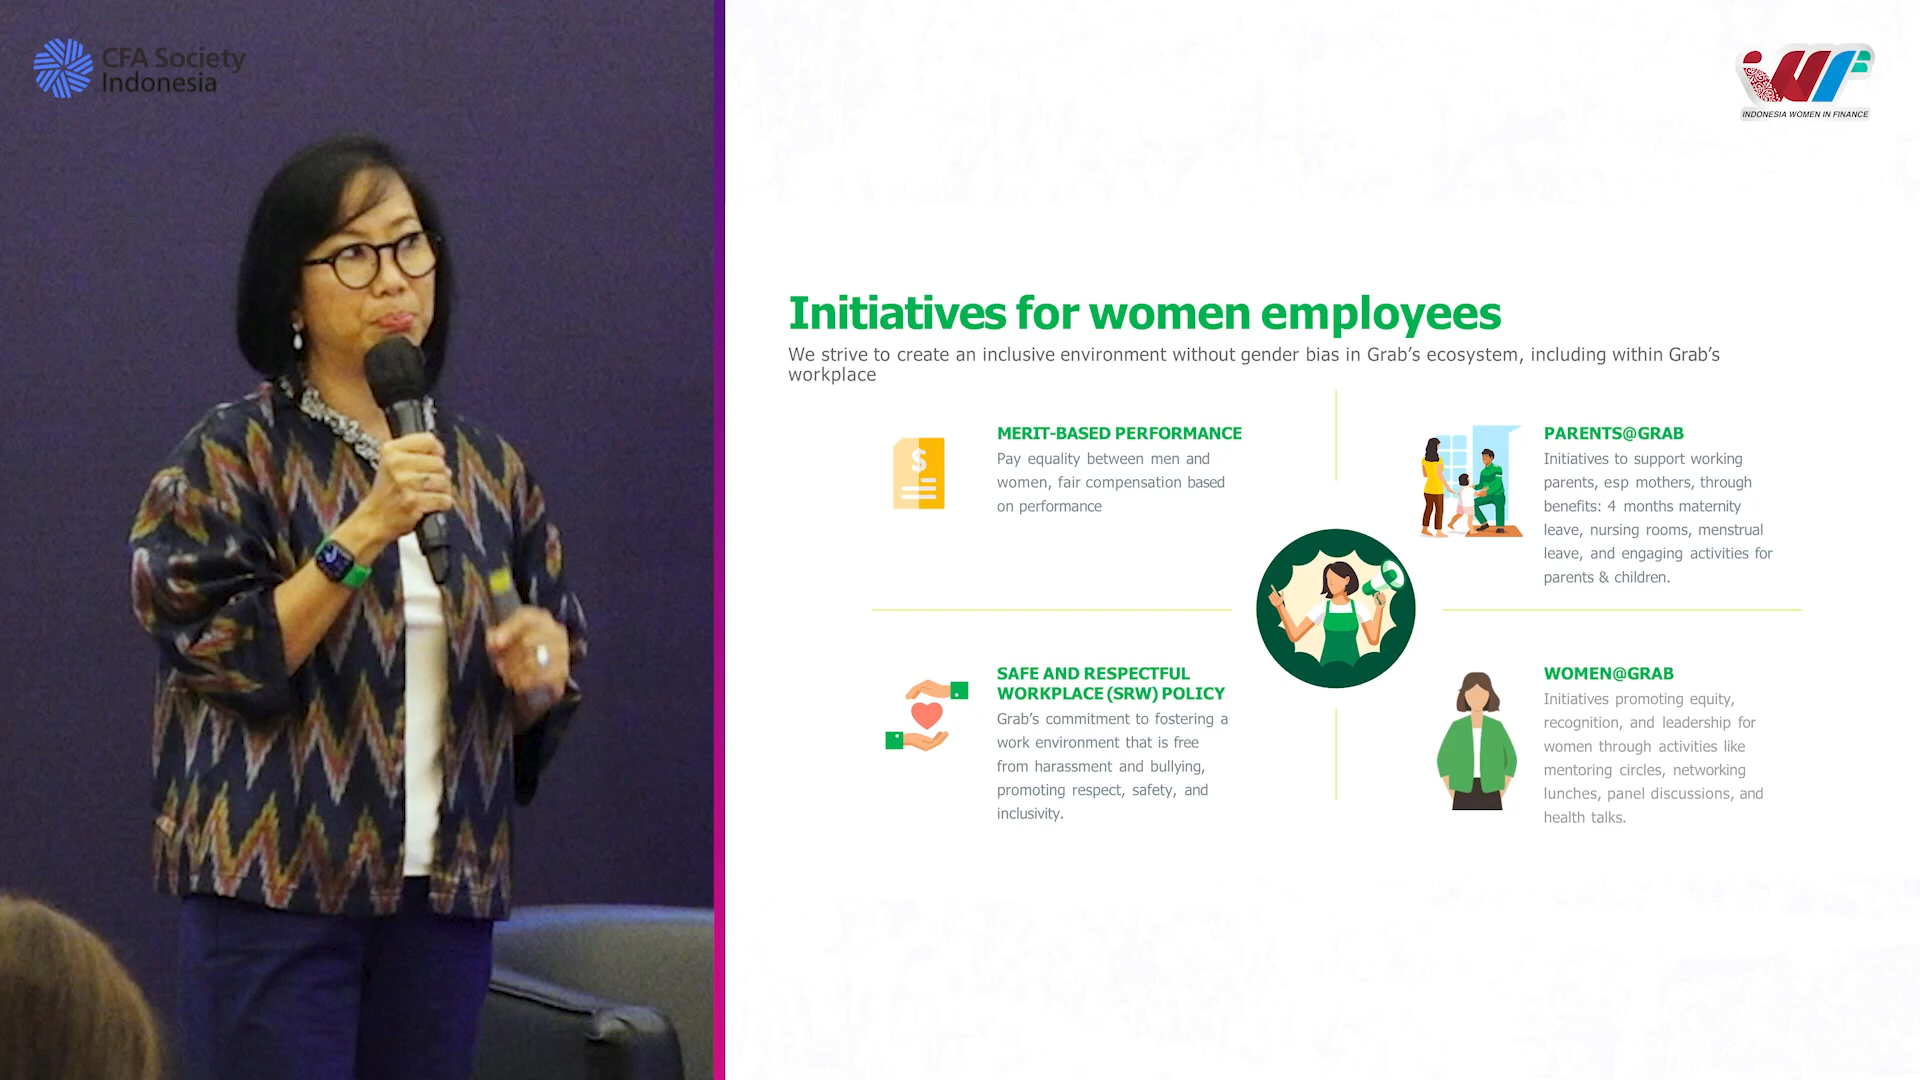 CFA Society
Indonesia
INDONESIA WOMEN IN FINANCE
Initiatives for women employees
We strive to create an inclusive environment without gender bias in Grab’s ecosystem, including within Grab’s
workplace
MERIT-BASED PERFORMANCE
Pay equality between men and
women, fair compensation based
on performance
PARENTS@GRAB
Initiatives to support working
parents, esp mothers, through
benefits: 4 months maternity
leave, nursing rooms, menstrual
leave, and engaging activities for
parents & children.
SAFE AND RESPECTFUL
WORKPLACE (SRW) POLICY
Grab’s commitment to fostering a
work environment that is free
from harassment and bullying,
promoting respect, safety, and
inclusivity.
WOMEN@GRAB
Initiatives promoting equity,
recognition, and leadership for
women through activities like
mentoring circles, networking
lunches, panel discussions, and
health talks.